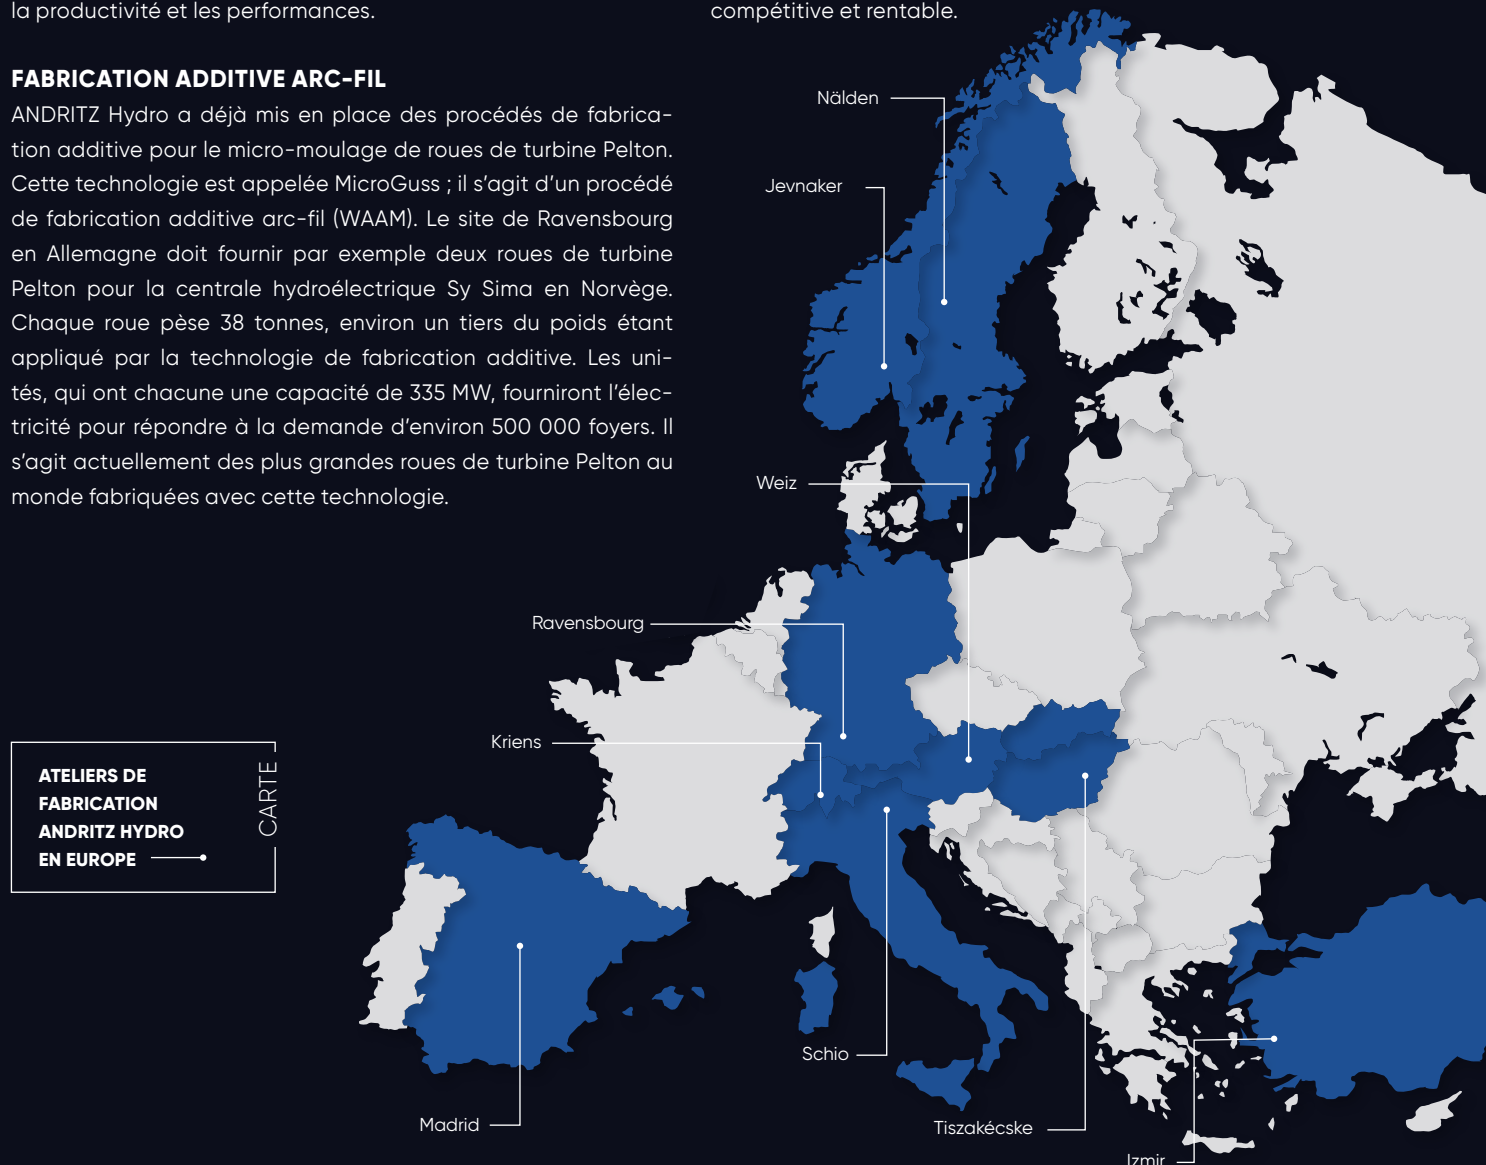 la productivité et les performances.
compétitive et rentable.
FABRICATION ADDITIVE ARC-FIL
ANDRITZ Hydro a déjà mis en place des procédés de fabrica-
tion additive pour le micro-moulage de roues de turbine Pelton.
Cette technologie est appelée MicroGuss ; il s’agit d’un procédé
de fabrication additive arc-fil (WAAM). Le site de Ravensbourg
en Allemagne doit fournir par exemple deux roues de turbine
Pelton pour la centrale hydroélectrique Sy Sima en Norvège.
Chaque roue pèse 38 tonnes, environ un tiers du poids étant
appliqué par la technologie de fabrication additive. Les uni-
tés, qui ont chacune une capacité de 335 MW, fourniront l’élec-
tricité pour répondre à la demande d’environ 500 000 foyers. Il
s’agit actuellement des plus grandes roues de turbine Pelton au
monde fabriquées avec cette technologie.
Nälden
Jevnaker
Weiz
Ravensbourg
Kriens
ATELIERS DE
FABRICATION
ANDRITZ HYDRO
EN EUROPE
CARTE
Schio
Madrid
Tiszakécske
Izmir